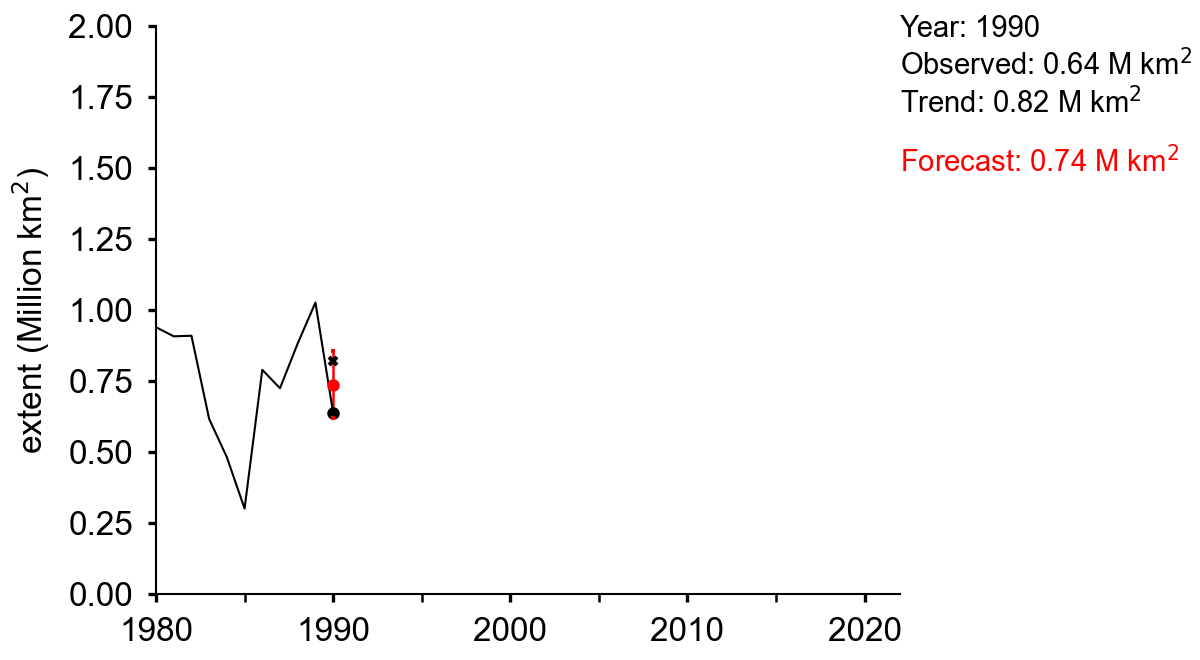 2.00
1.75
1.50
1.25
1.00
0.75
0.50
0.25
0.00
extent (Million km²)
1980
1990
2000
2010
2020
Year: 1990
Observed: 0.64 M km²
Trend: 0.82 M km²
Forecast: 0.74 M km²